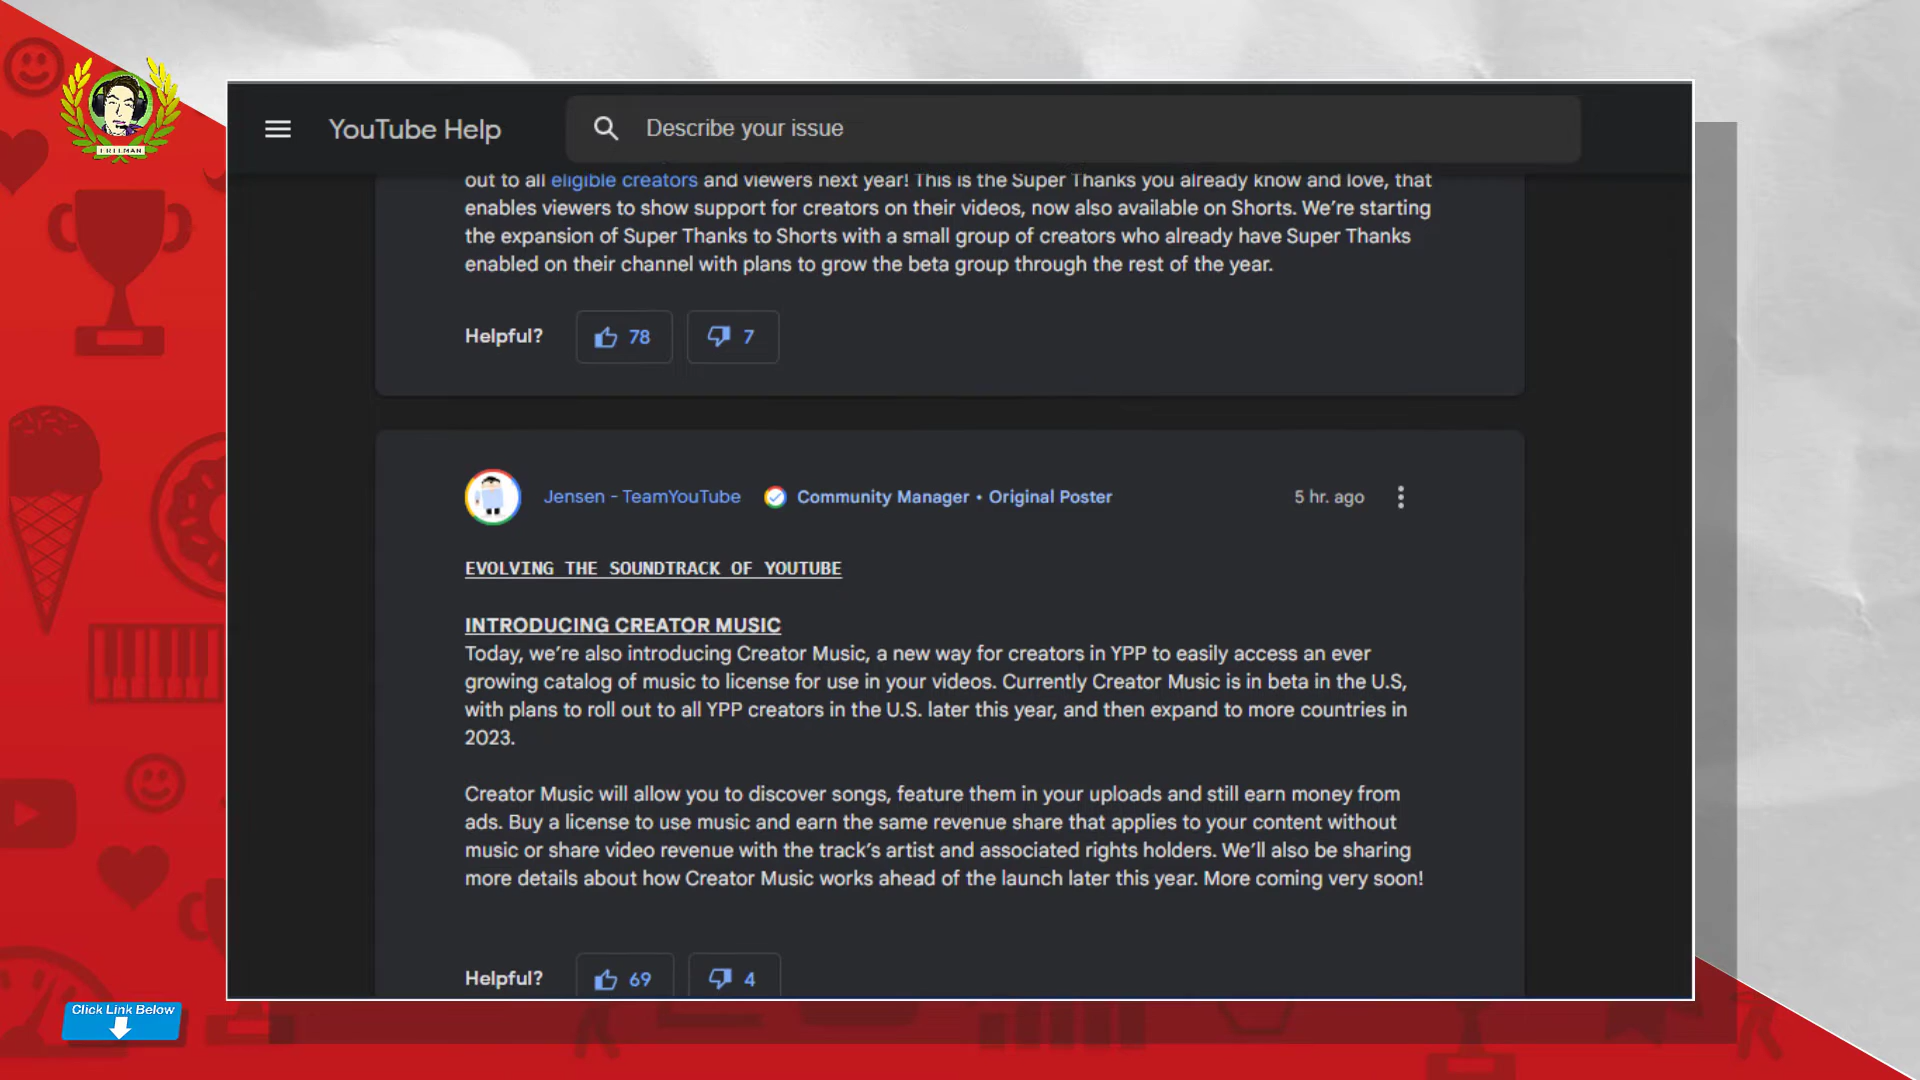 FREEMAN
YouTube Help
Describe your issue
out to all eligible creators and viewers next year! This is the Super Thanks you already know and love, that
enables viewers to show support for creators on their videos, now also available on Shorts. We’re starting
the expansion of Super Thanks to Shorts with a small group of creators who already have Super Thanks
enabled on their channel with plans to grow the beta group through the rest of the year.
Helpful? 78 7
Jensen - TeamYouTube Community Manager • Original Poster 5 hr. ago
EVOLVING THE SOUNDTRACK OF YOUTUBE
INTRODUCING CREATOR MUSIC
Today, we’re also introducing Creator Music, a new way for creators in YPP to easily access an ever
growing catalog of music to license for use in your videos. Currently Creator Music is in beta in the U.S,
with plans to roll out to all YPP creators in the U.S. later this year, and then expand to more countries in
2023.
Creator Music will allow you to discover songs, feature them in your uploads and still earn money from
ads. Buy a license to use music and earn the same revenue share that applies to your content without
music or share video revenue with the track’s artist and associated rights holders. We’ll also be sharing
more details about how Creator Music works ahead of the launch later this year. More coming very soon!
Helpful? 69 4
Click Link Below